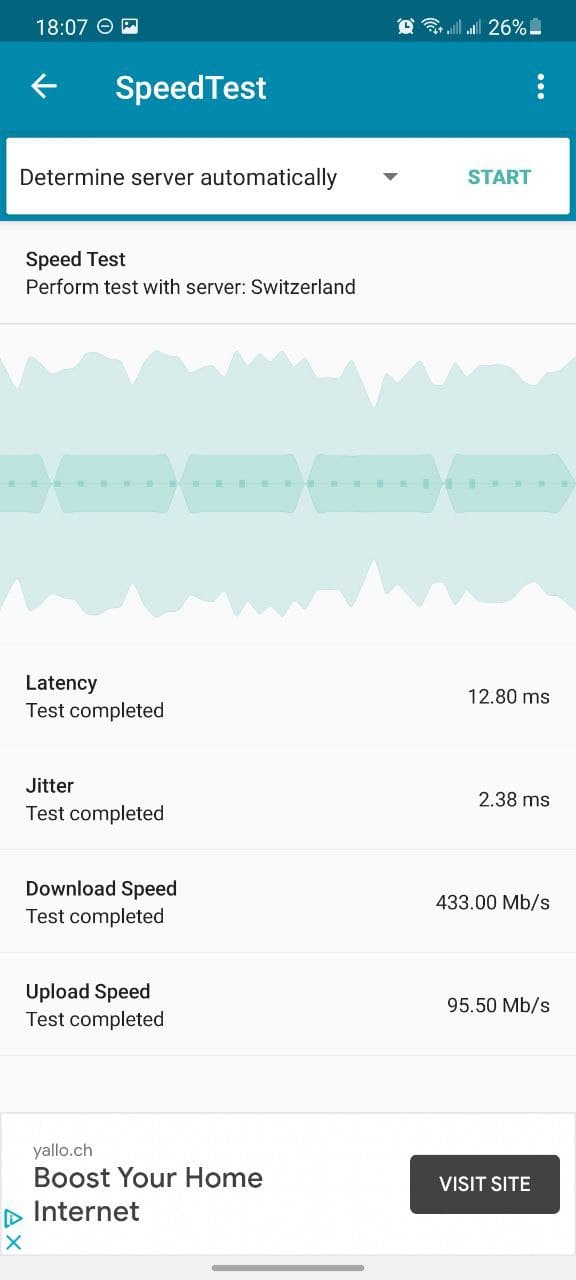 18:07 26%
SpeedTest
Determine server automatically START
Speed Test
Perform test with server: Switzerland
Latency
Test completed
12.80 ms
Jitter
Test completed
2.38 ms
Download Speed
Test completed
433.00 Mb/s
Upload Speed
Test completed
95.50 Mb/s
yallo.ch
Boost Your Home
Internet
VISIT SITE